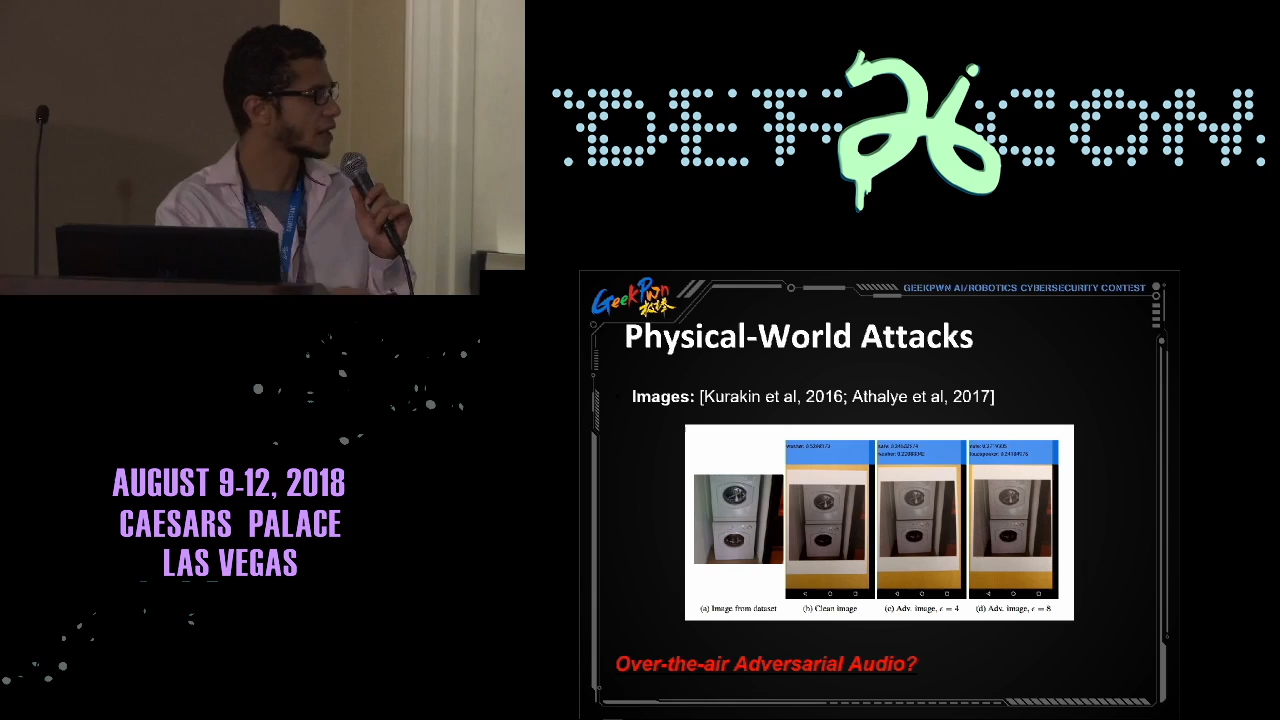 DEF 26 CON
GEEKPWN AI/ROBOTICS CYBERSECURITY CONTEST
GeekPwn
Physical-World Attacks
Images: [Kurakin et al, 2016; Athalye et al, 2017]
(a) Image from dataset
(b) Clean image
(c) Adv. image, ϵ = 4
(d) Adv. image, ϵ = 8
Over-the-air Adversarial Audio?
AUGUST 9-12, 2018
CAESARS PALACE
LAS VEGAS